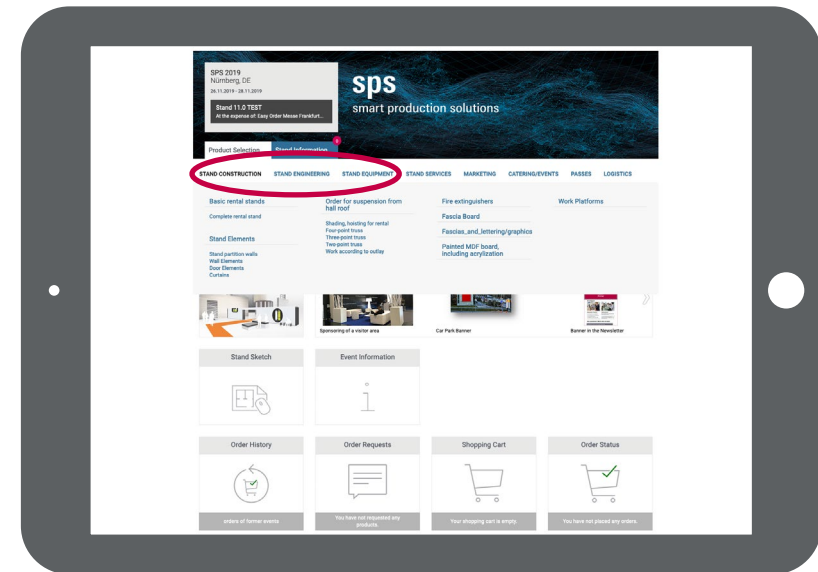 SPS 2019
Nürnberg, DE
26.11.2019 - 28.11.2019
Stand 11.0 TEST
At the expense of: Easy Order Messe Frankfurt...
sps
smart production solutions
Product Selection
Stand Information
STAND CONSTRUCTION STAND ENGINEERING STAND EQUIPMENT STAND SERVICES MARKETING CATERING/EVENTS PASSES LOGISTICS
Basic rental stands
Complete rental stand
Stand Elements
Stand partition walls
Wall Elements
Door Elements
Curtains
Order for suspension from
hall roof
Shading, hoisting for rental
Four-point truss
Three-point truss
Two-point truss
Work according to outlay
Fire extinguishers
Fascia Board
Fascias_and_lettering/graphics
Painted MDF board,
including acrylization
Work Platforms
Sponsoring of a visitor area
Car Park Banner
Banner in the Newsletter
Stand Sketch
Event Information
Order History
Order Requests
Shopping Cart
Order Status
orders of former events
You have not requested any
products.
Your shopping cart is empty.
You have not placed any orders.